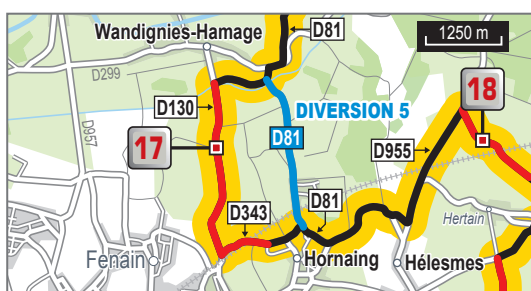 Wandignies-Hamage
D81
1250 m
D299
D957
D130
DIVERSION 5
18
17
D81
D955
D343
D81
Hertain
Fenain
Hornaing
Hélesmes